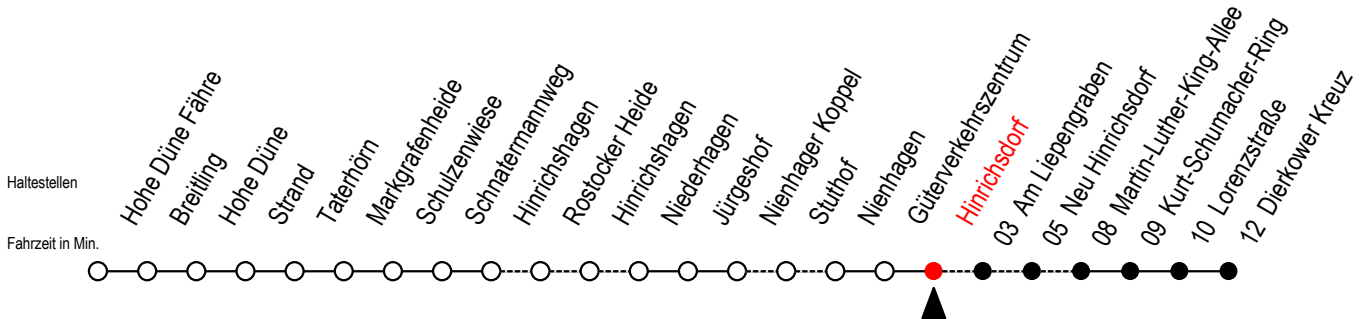 Haltestellen
Hohe Düne Fähre
Breitling
Hohe Düne
Strand
Taterhörn
Markgrafenheide
Schulzenwiese
Schnatermannweg
Hinrichshagen
Rostocker Heide
Hinrichshagen
Niederhagen
Jürgeshof
Nienhager Koppel
Stuthof
Nienhagen
Güterverkehrszentrum
Hinrichsdorf
03 Am Liepengraben
05 Neu Hinrichsdorf
08 Martin-Luther-King-Allee
09 Kurt-Schumacher-Ring
10 Lorenzstraße
12 Dierkower Kreuz
Fahrzeit in Min.